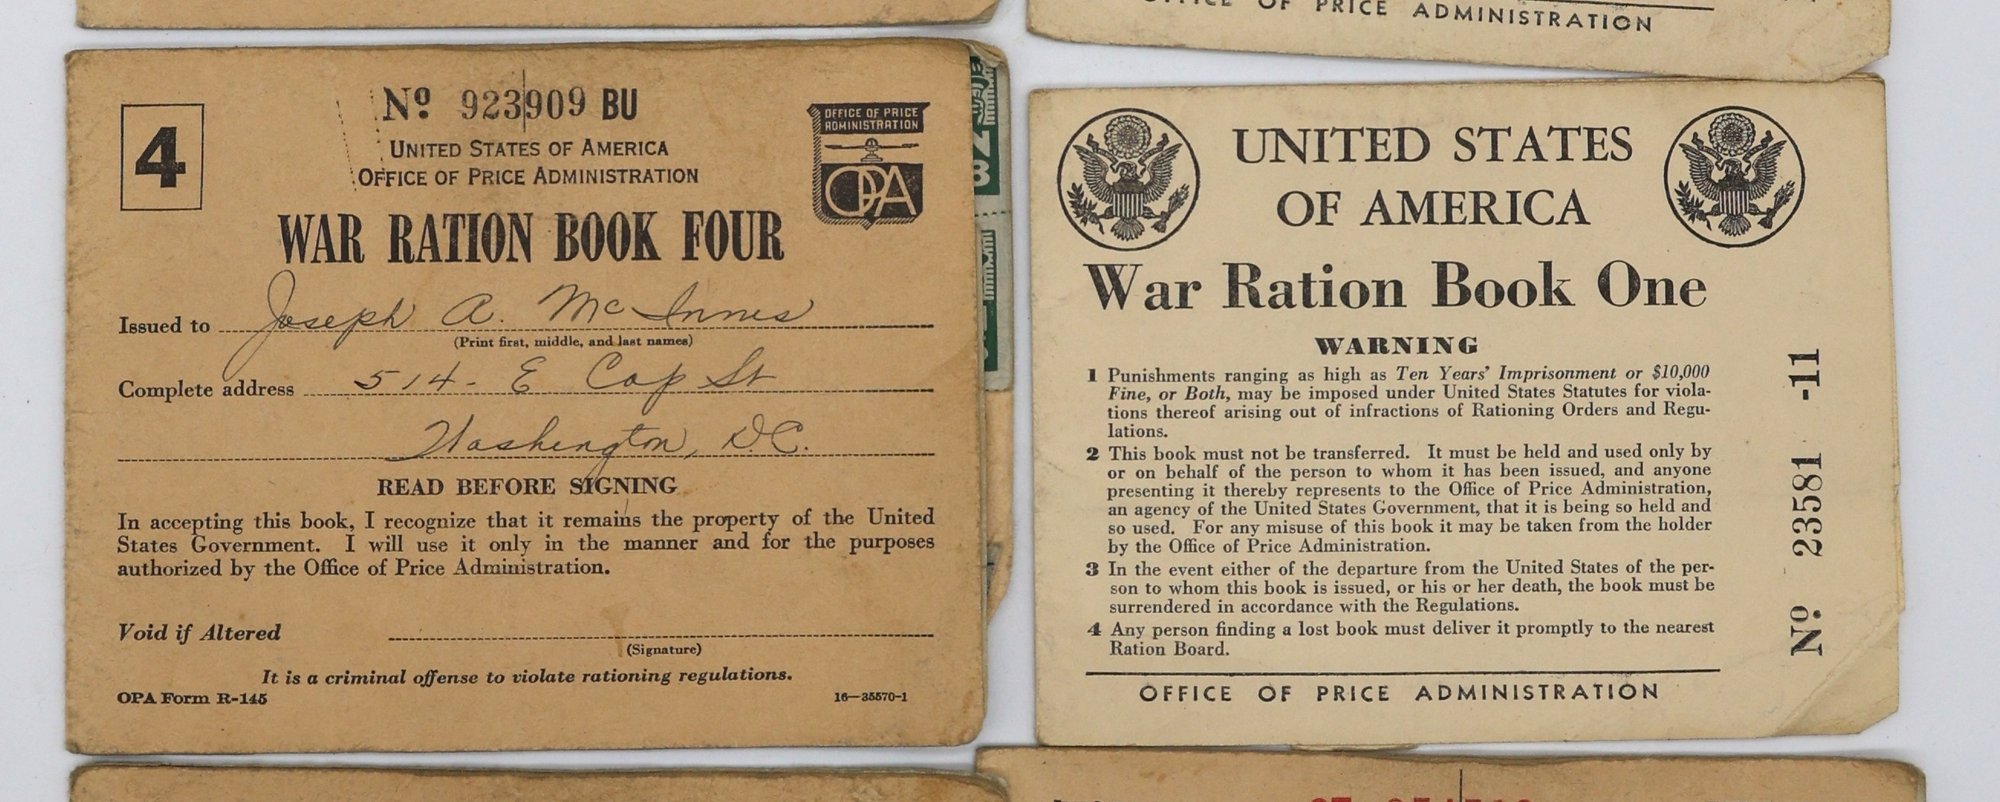 OFFICE OF PRICE ADMINISTRATION
4
Nº 923909 BU
UNITED STATES OF AMERICA
OFFICE OF PRICE ADMINISTRATION
OFFICE OF PRICE
ADMINISTRATION
OPA
WAR RATION BOOK FOUR
Issued to Joseph A. McInnes
(Print first, middle, and last names)
Complete address 514- E Cap St
Washington, D.C.
READ BEFORE SIGNING
In accepting this book, I recognize that it remains the property of the United
States Government. I will use it only in the manner and for the purposes
authorized by the Office of Price Administration.
Void if Altered
(Signature)
It is a criminal offense to violate rationing regulations.
OPA Form R-145
16—35570-1
UNITED STATES
OF AMERICA
War Ration Book One
WARNING
1 Punishments ranging as high as Ten Years' Imprisonment or $10,000
Fine, or Both, may be imposed under United States Statutes for viola-
tions thereof arising out of infractions of Rationing Orders and Regu-
lations.
2 This book must not be transferred. It must be held and used only by
or on behalf of the person to whom it has been issued, and anyone
presenting it thereby represents to the Office of Price Administration,
an agency of the United States Government, that it is being so held and
so used. For any misuse of this book it may be taken from the holder
by the Office of Price Administration.
3 In the event either of the departure from the United States of the per-
son to whom this book is issued, or his or her death, the book must be
surrendered in accordance with the Regulations.
4 Any person finding a lost book must deliver it promptly to the nearest
Ration Board.
OFFICE OF PRICE ADMINISTRATION
Nº 23581 -11